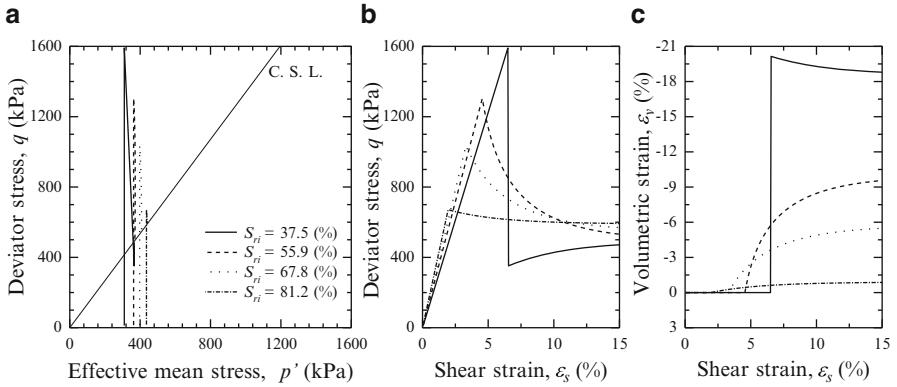 a
1600
1200
800
400
0
0 400 800 1200 1600
Deviator stress, q (kPa)
Effective mean stress, p’ (kPa)
C. S. L.
S_ri = 37.5 (%)
S_ri = 55.9 (%)
S_ri = 67.8 (%)
S_ri = 81.2 (%)
b
1600
1200
800
400
0
0 5 10 15
Deviator stress, q (kPa)
Shear strain, ε_s (%)
c
-21
-18
-15
-12
-9
-6
-3
0
3
0 5 10 15
Volumetric strain, ε_v (%)
Shear strain, ε_s (%)